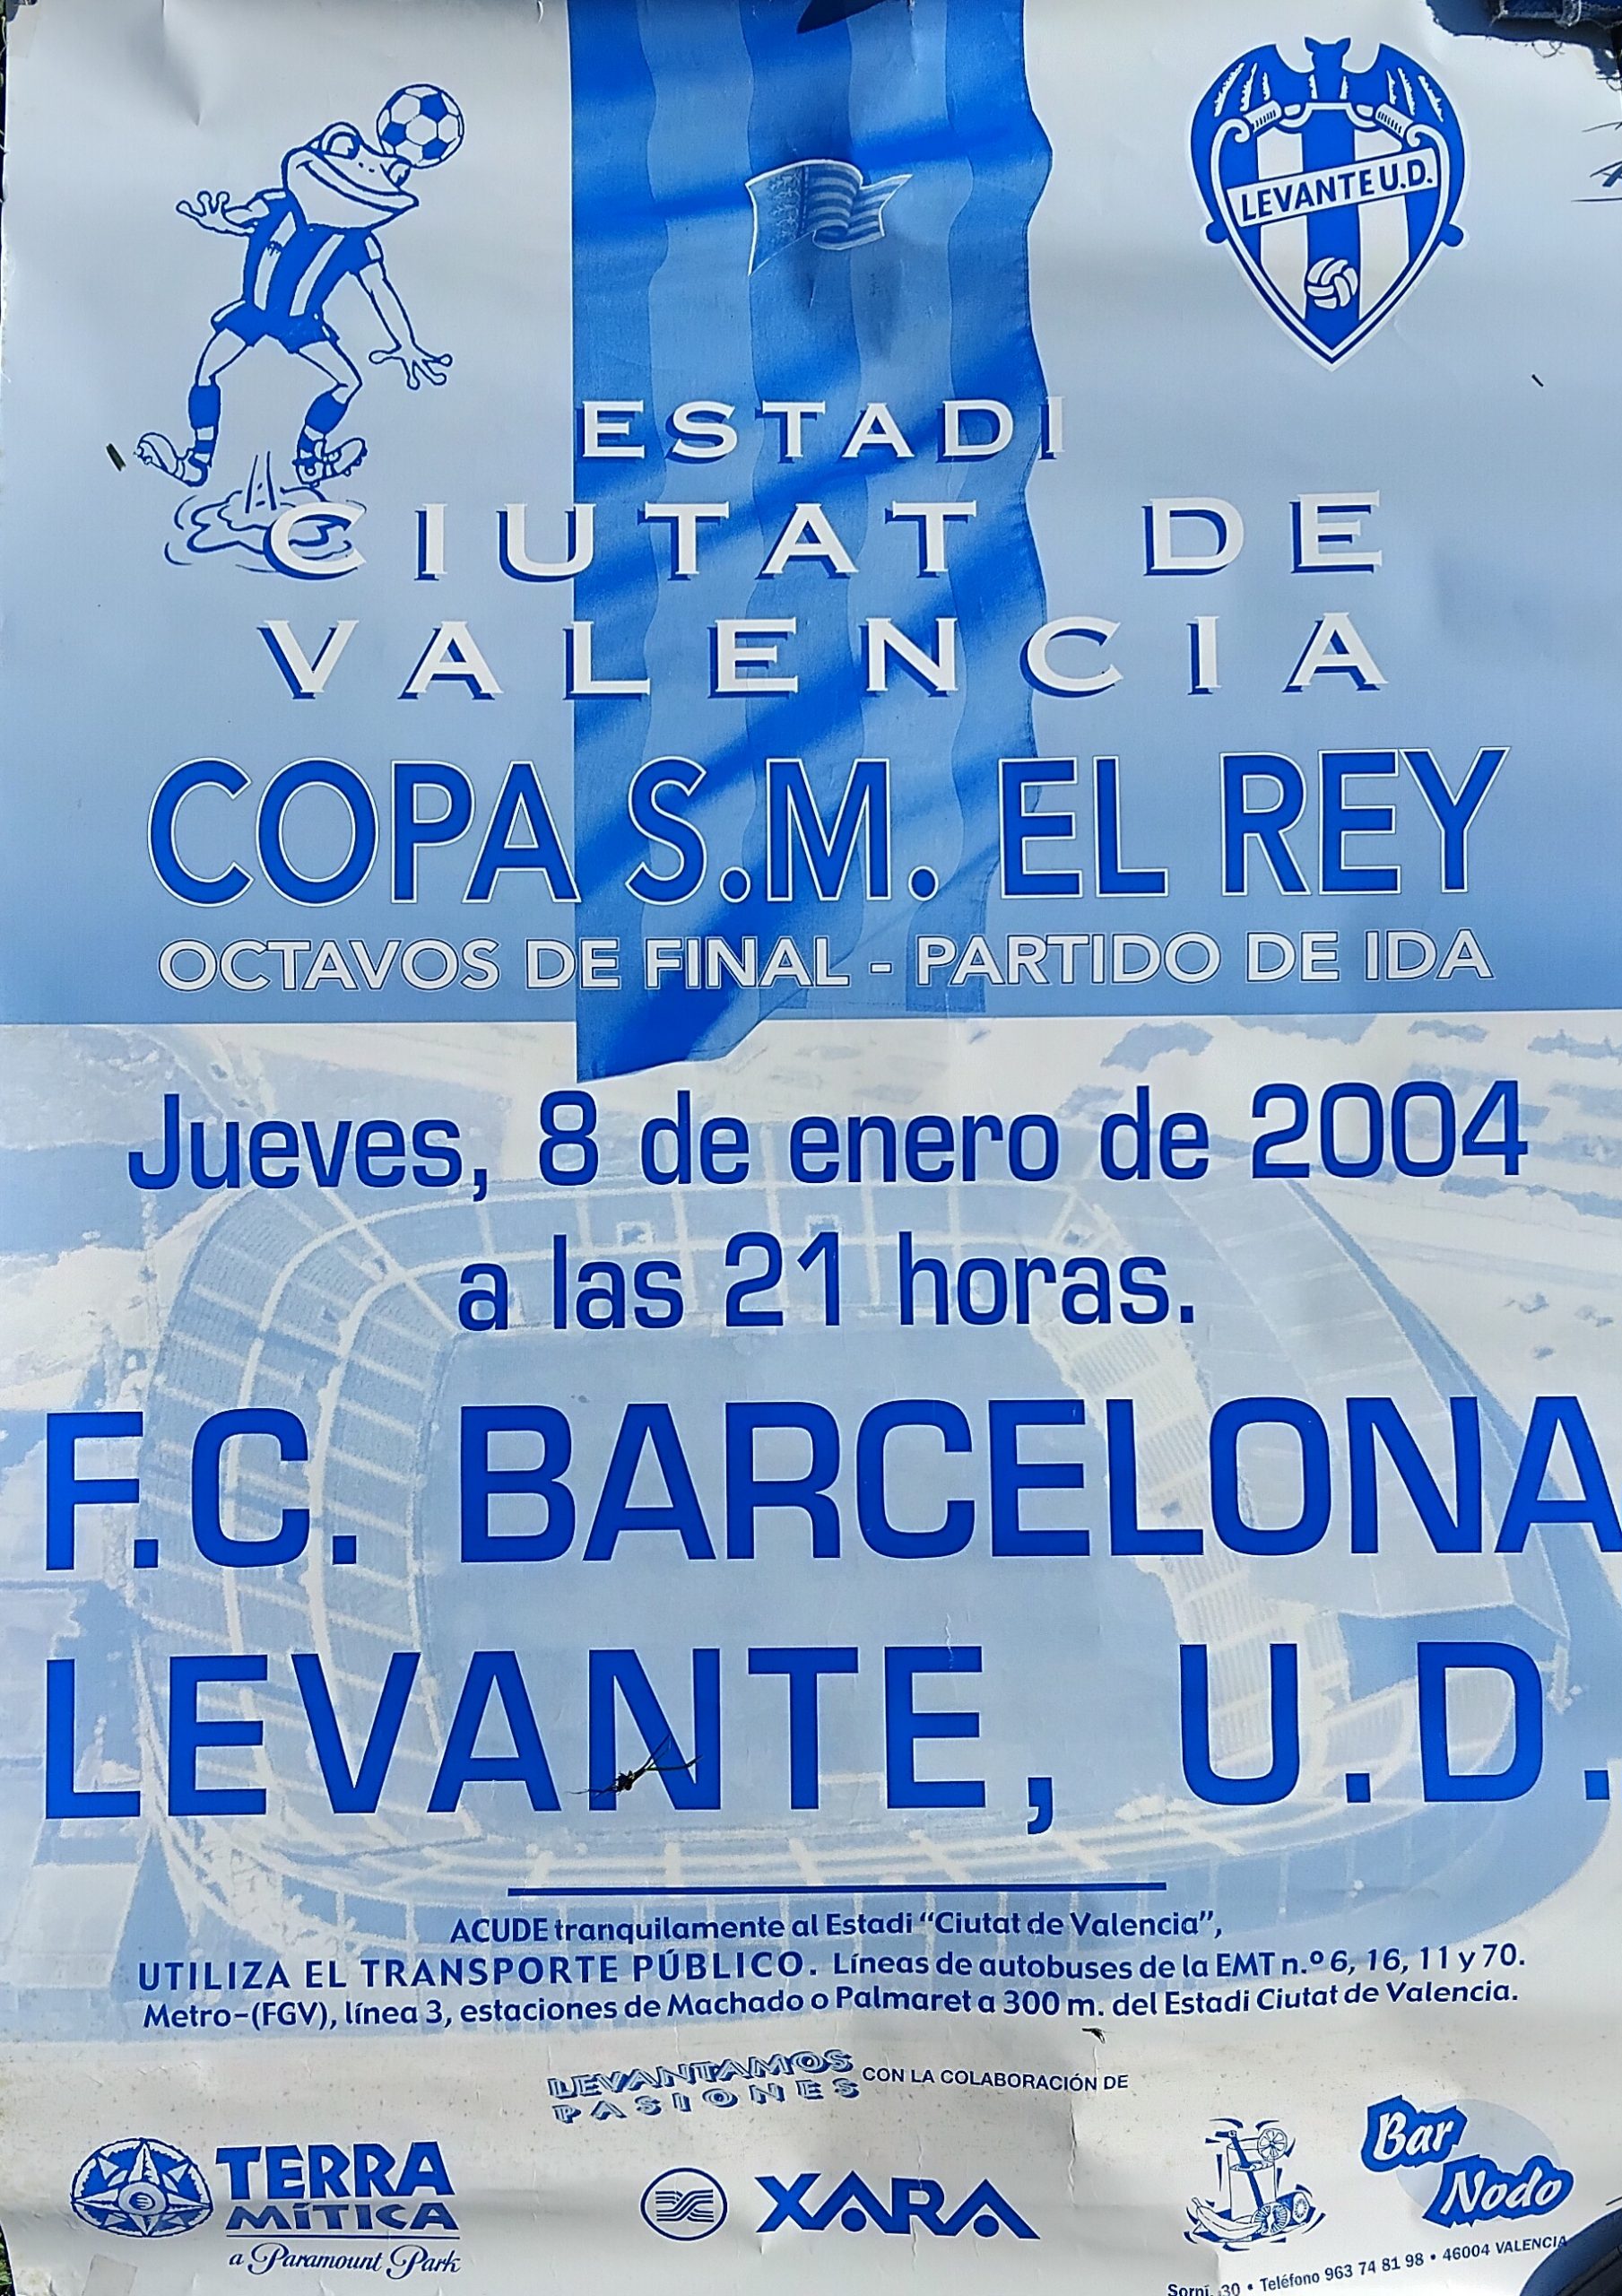 LEVANTE U.D.
ESTADI
CIUTAT DE
VALENCIA
COPA S.M. EL REY
OCTAVOS DE FINAL - PARTIDO DE IDA
Jueves, 8 de enero de 2004
a las 21 horas.
F.C. BARCELONA
LEVANTE, U.D.
ACUDE tranquilamente al Estadi “Ciutat de Valencia”,
UTILIZA EL TRANSPORTE PÚBLICO. Líneas de autobuses de la EMT n.º 6, 16, 11 y 70.
Metro-(FGV), línea 3, estaciones de Machado o Palmaret a 300 m. del Estadi Ciutat de Valencia.
LEVANTAMOS
PASIONES
CON LA COLABORACIÓN DE
TERRA
MÍTICA
a Paramount Park
XARA
Bar
Nodo
Sorní, 30 • Teléfono 963 74 81 98 • 46004 VALENCIA